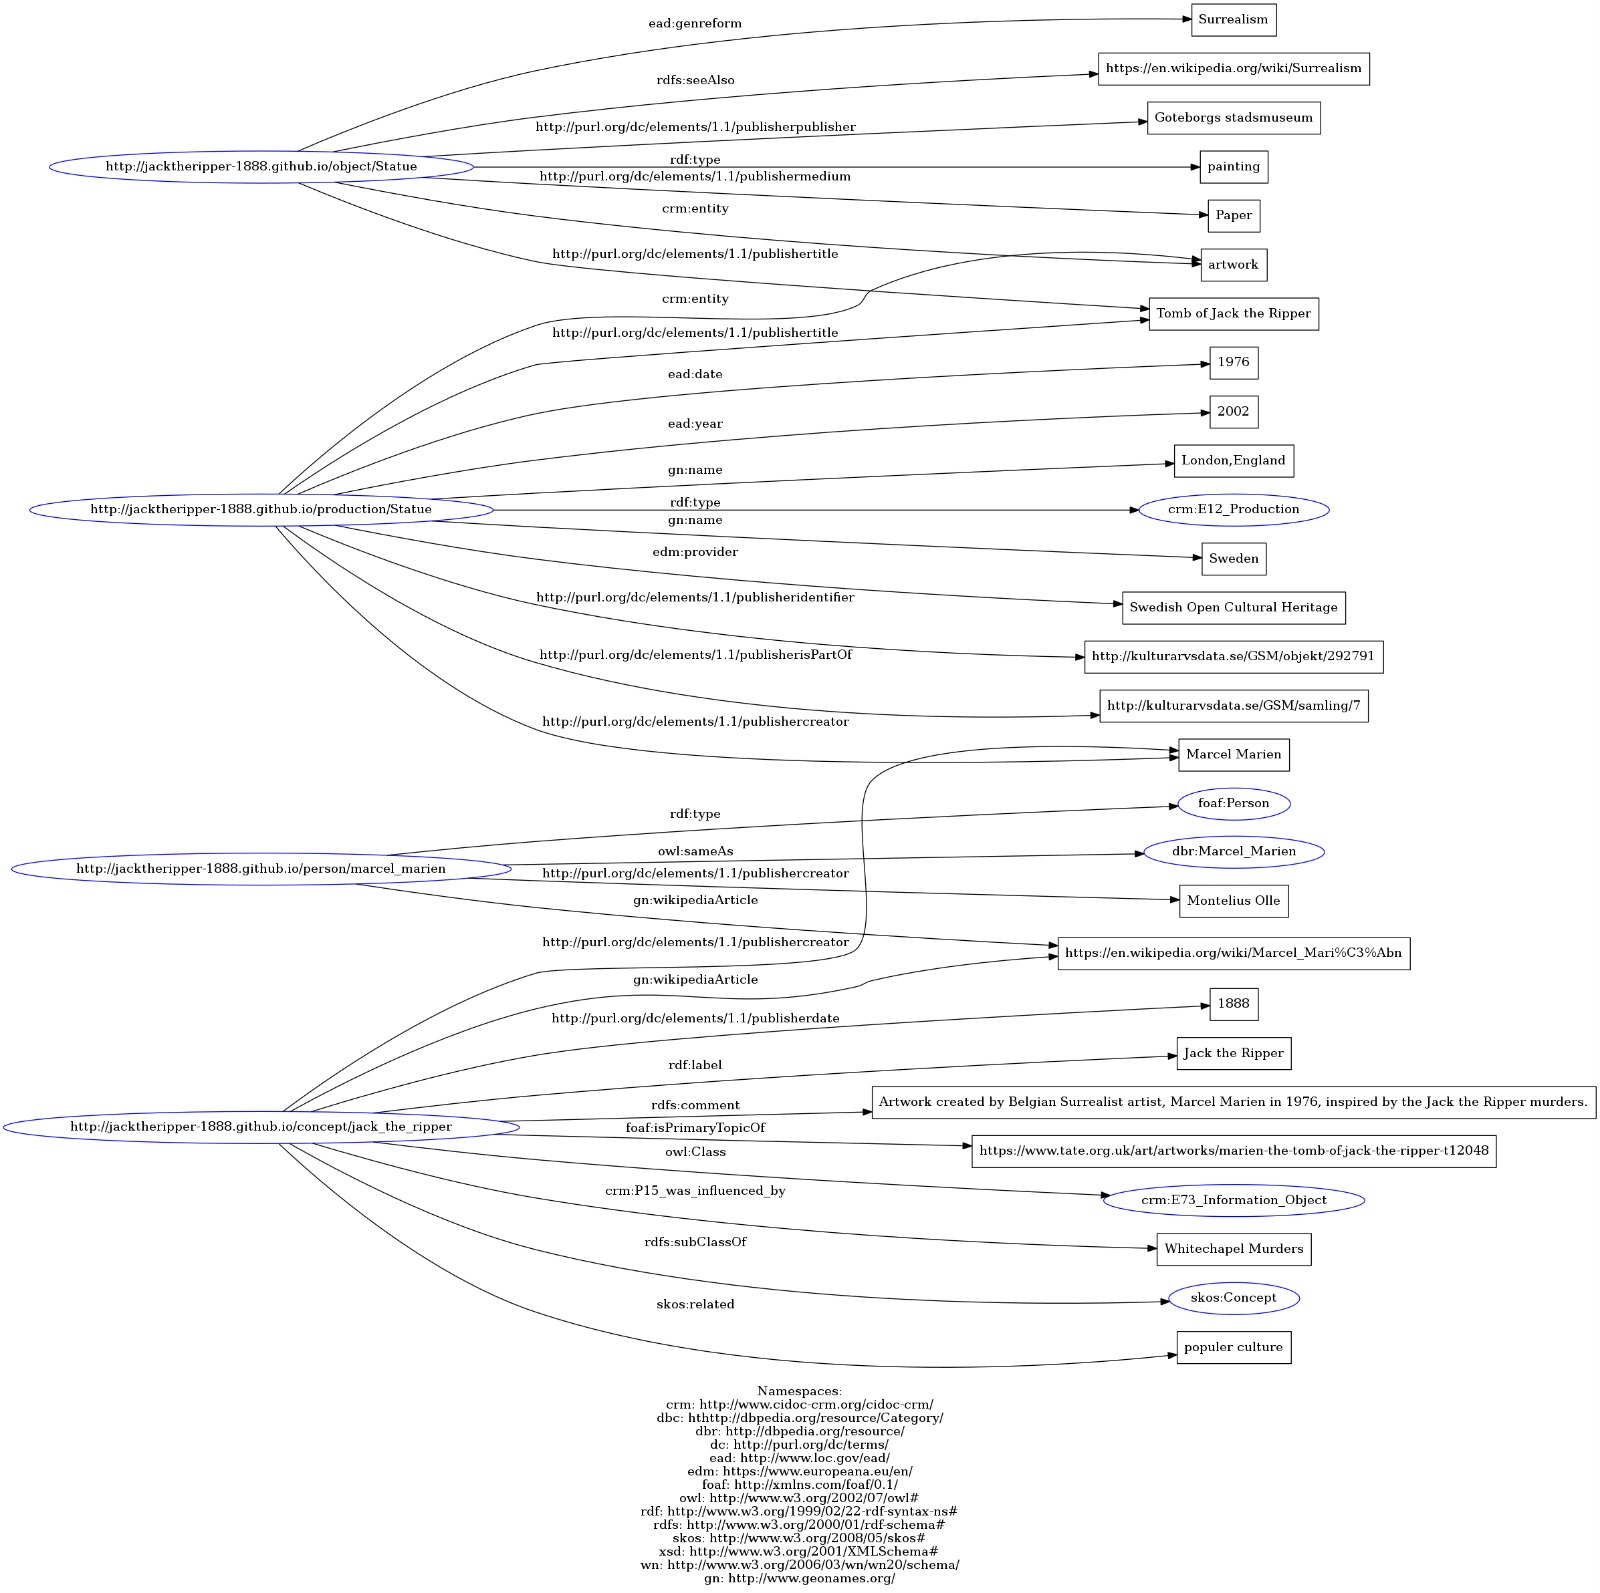 ead:genreform
Surrealism
rdfs:seeAlso
https://en.wikipedia.org/wiki/Surrealism
http://purl.org/dc/elements/1.1/publisherpublisher
Goteborgs stadsmuseum
http://jacktheripper-1888.github.io/object/Statue
rdf:type
painting
http://purl.org/dc/elements/1.1/publishermedium
Paper
crm:entity
artwork
http://purl.org/dc/elements/1.1/publishertitle
Tomb of Jack the Ripper
crm:entity
http://purl.org/dc/elements/1.1/publishertitle
ead:date
1976
ead:year
2002
gn:name
London,England
http://jacktheripper-1888.github.io/production/Statue
rdf:type
crm:E12_Production
gn:name
Sweden
edm:provider
Swedish Open Cultural Heritage
http://purl.org/dc/elements/1.1/publisheridentifier
http://kulturarvsdata.se/GSM/objekt/292791
http://purl.org/dc/elements/1.1/publisherisPartOf
http://kulturarvsdata.se/GSM/samling/7
http://purl.org/dc/elements/1.1/publishercreator
Marcel Marien
rdf:type
foaf:Person
http://jacktheripper-1888.github.io/person/marcel_marien
owl:sameAs
dbr:Marcel_Marien
http://purl.org/dc/elements/1.1/publishercreator
Montelius Olle
gn:wikipediaArticle
https://en.wikipedia.org/wiki/Marcel_Mari%C3%Abn
http://purl.org/dc/elements/1.1/publishercreator
gn:wikipediaArticle
http://purl.org/dc/elements/1.1/publisherdate
1888
rdf:label
Jack the Ripper
rdfs:comment
Artwork created by Belgian Surrealist artist, Marcel Marien in 1976, inspired by the Jack the Ripper murders.
http://jacktheripper-1888.github.io/concept/jack_the_ripper
foaf:isPrimaryTopicOf
https://www.tate.org.uk/art/artworks/marien-the-tomb-of-jack-the-ripper-t12048
owl:Class
crm:E73_Information_Object
crm:P15_was_influenced_by
Whitechapel Murders
rdfs:subClassOf
skos:Concept
skos:related
populer culture
Namespaces:
crm: http://www.cidoc-crm.org/cidoc-crm/
dbc: hthttp://dbpedia.org/resource/Category/
dbr: http://dbpedia.org/resource/
dc: http://purl.org/dc/terms/
ead: http://www.loc.gov/ead/
edm: https://www.europeana.eu/en/
foaf: http://xmlns.com/foaf/0.1/
owl: http://www.w3.org/2002/07/owl#
rdf: http://www.w3.org/1999/02/22-rdf-syntax-ns#
rdfs: http://www.w3.org/2000/01/rdf-schema#
skos: http://www.w3.org/2008/05/skos#
xsd: http://www.w3.org/2001/XMLSchema#
wn: http://www.w3.org/2006/03/wn/wn20/schema/
gn: http://www.geonames.org/